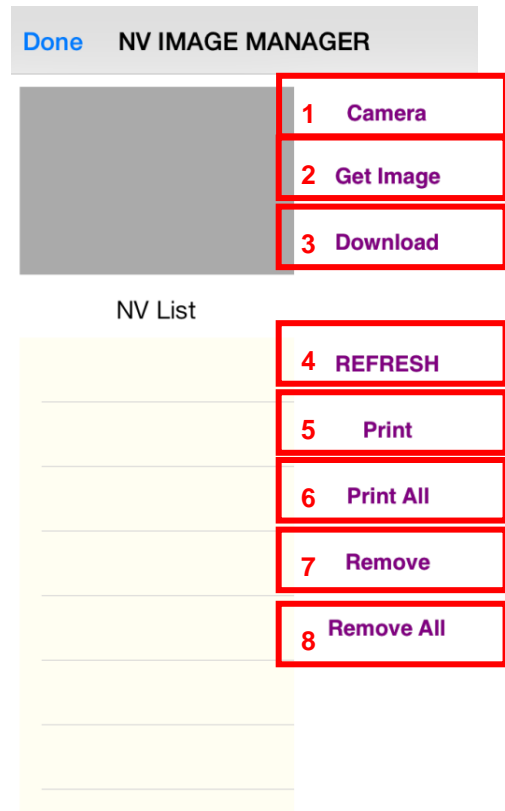 Done NV IMAGE MANAGER
1 Camera
2 Get Image
3 Download
NV List
4 REFRESH
5 Print
6 Print All
7 Remove
8 Remove All